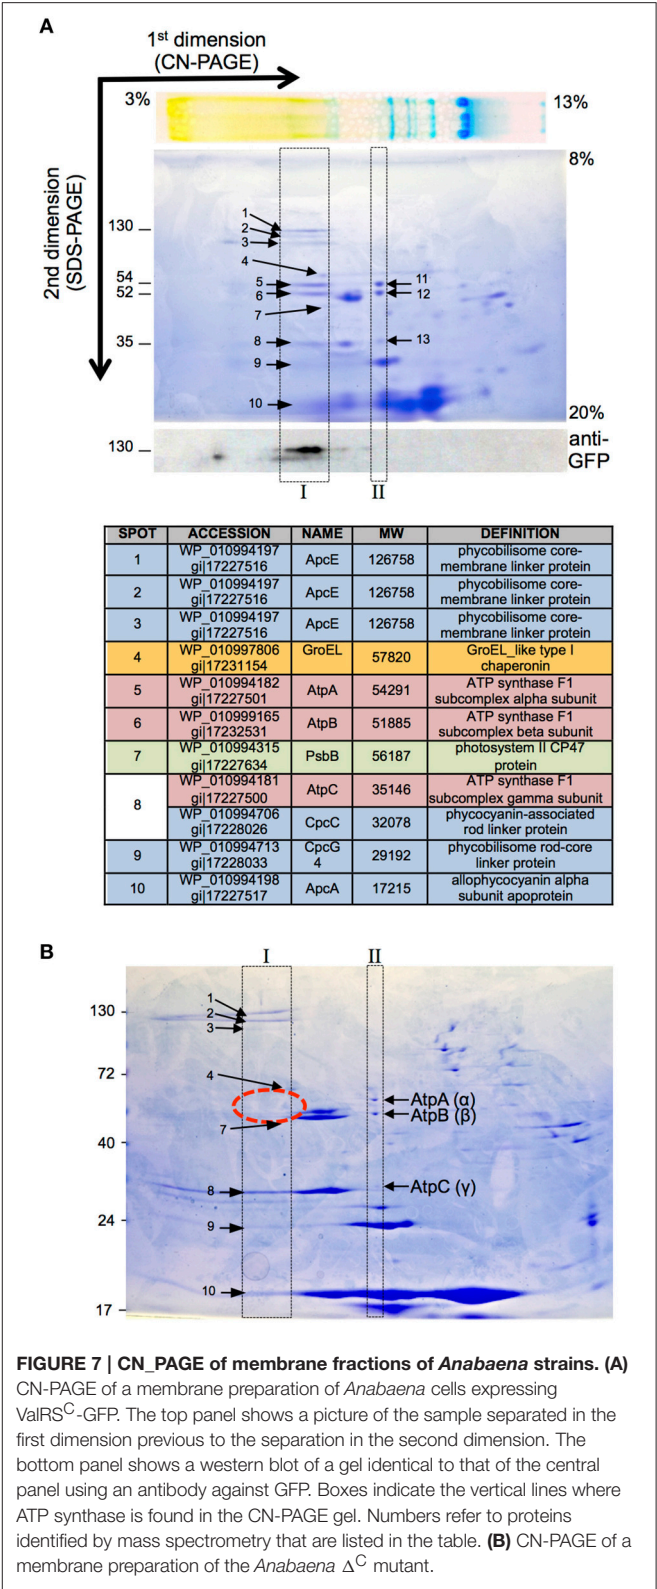 A
1st dimension
(CN-PAGE)
3%
13%
2nd dimension
(SDS-PAGE)
8%
130
1
2
3
4
54
52
5
6
7
11
12
35
8
13
9
10
20%
130
anti-
GFP
I
II
SPOT ACCESSION NAME MW DEFINITION
1 WP_010994197 gi|17227516 ApcE 126758 phycobilisome core-membrane linker protein
2 WP_010994197 gi|17227516 ApcE 126758 phycobilisome core-membrane linker protein
3 WP_010994197 gi|17227516 ApcE 126758 phycobilisome core-membrane linker protein
4 WP_010997806 gi|17231154 GroEL 57820 GroEL_like type I chaperonin
5 WP_010994182 gi|17227501 AtpA 54291 ATP synthase F1 subcomplex alpha subunit
6 WP_010999165 gi|17232531 AtpB 51885 ATP synthase F1 subcomplex beta subunit
7 WP_010994315 gi|17227634 PsbB 56187 photosystem II CP47 protein
8 WP_010994181 gi|17227500 AtpC 35146 ATP synthase F1 subcomplex gamma subunit
WP_010994706 gi|17228026 CpcC 32078 phycocyanin-associated rod linker protein
9 WP_010994713 gi|17228033 CpcG 4 29192 phycobilisome rod-core linker protein
10 WP_010994198 gi|17227517 ApcA 17215 allophycocyanin alpha subunit apoprotein
B
I
II
130
1
2
3
72
4
AtpA (α)
AtpB (β)
7
40
8
AtpC (γ)
24
9
10
17
FIGURE 7 | CN_PAGE of membrane fractions of Anabaena strains. (A)
CN-PAGE of a membrane preparation of Anabaena cells expressing
ValRSC-GFP. The top panel shows a picture of the sample separated in the
first dimension previous to the separation in the second dimension. The
bottom panel shows a western blot of a gel identical to that of the central
panel using an antibody against GFP. Boxes indicate the vertical lines where
ATP synthase is found in the CN-PAGE gel. Numbers refer to proteins
identified by mass spectrometry that are listed in the table. (B) CN-PAGE of a
membrane preparation of the Anabaena ΔC mutant.